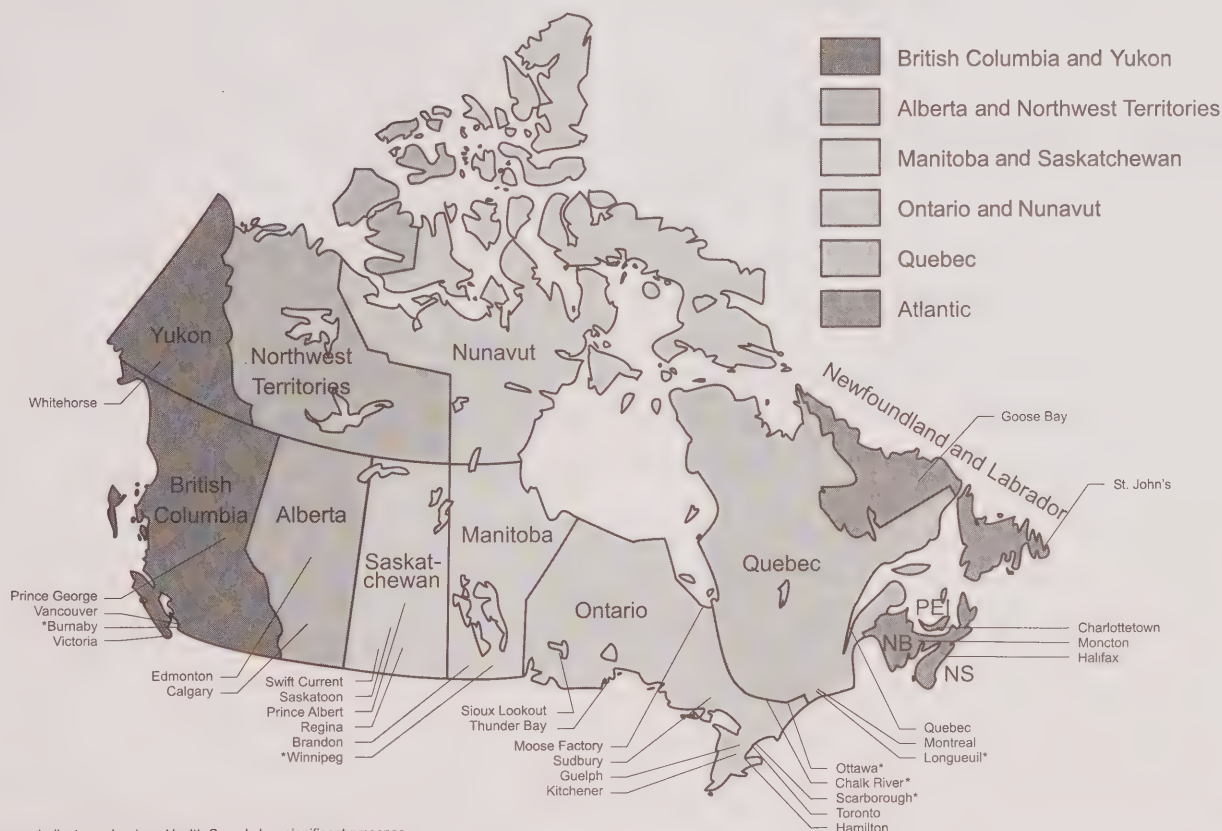 British Columbia and Yukon
Alberta and Northwest Territories
Manitoba and Saskatchewan
Ontario and Nunavut
Quebec
Atlantic
Yukon
Northwest
Territories
Nunavut
Newfoundland and Labrador
Whitehorse
Goose Bay
St. John's
British
Columbia
Alberta
Saskat-
chewan
Manitoba
Ontario
Quebec
PEI
NB
NS
Prince George
Vancouver
*Burnaby
Victoria
Edmonton
Calgary
Swift Current
Saskatoon
Prince Albert
Regina
Brandon
*Winnipeg
Sioux Lookout
Thunder Bay
Moose Factory
Sudbury
Guelph
Kitchener
Charlottetown
Moncton
Halifax
Quebec
Montreal
Longueuil*
Ottawa*
Chalk River*
Scarborough*
Toronto
Hamilton